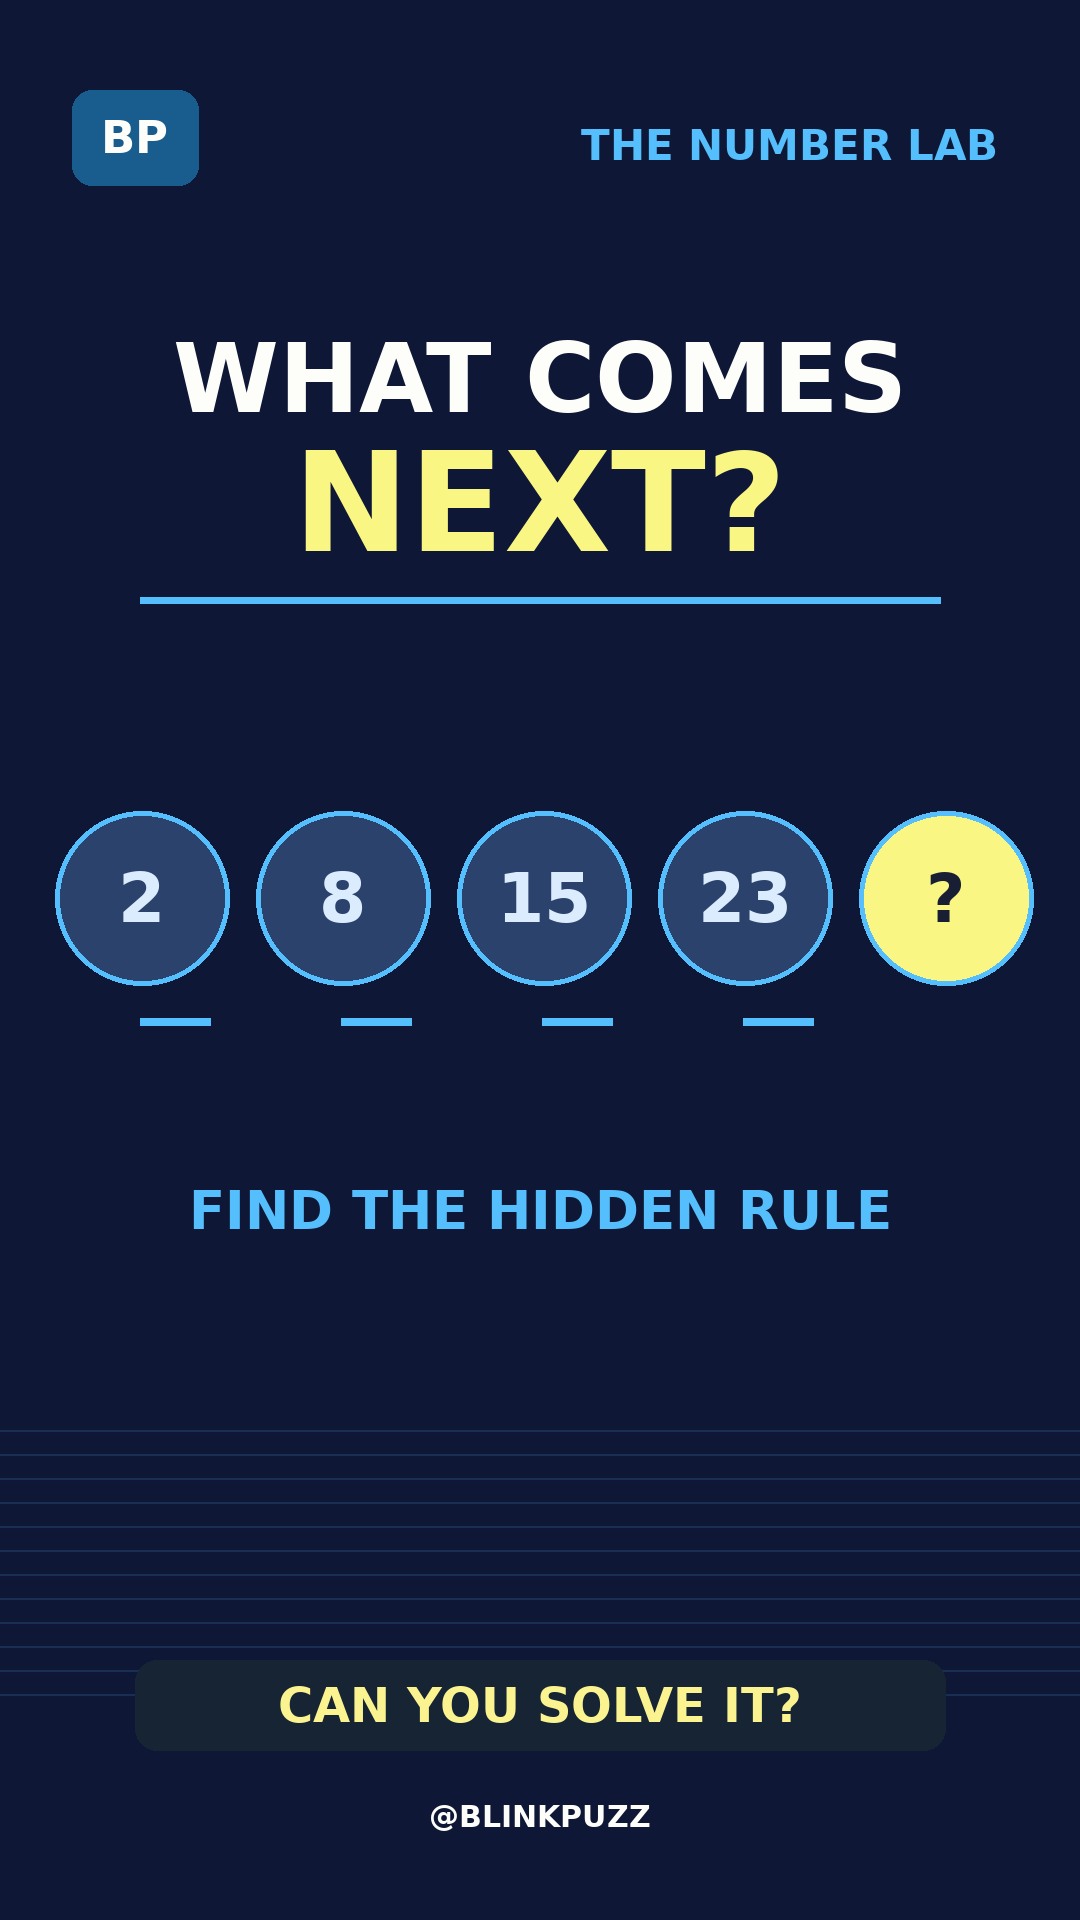 BP
THE NUMBER LAB
WHAT COMES
NEXT?
2 8 15 23 ?
FIND THE HIDDEN RULE
CAN YOU SOLVE IT?
@BLINKPUZZ